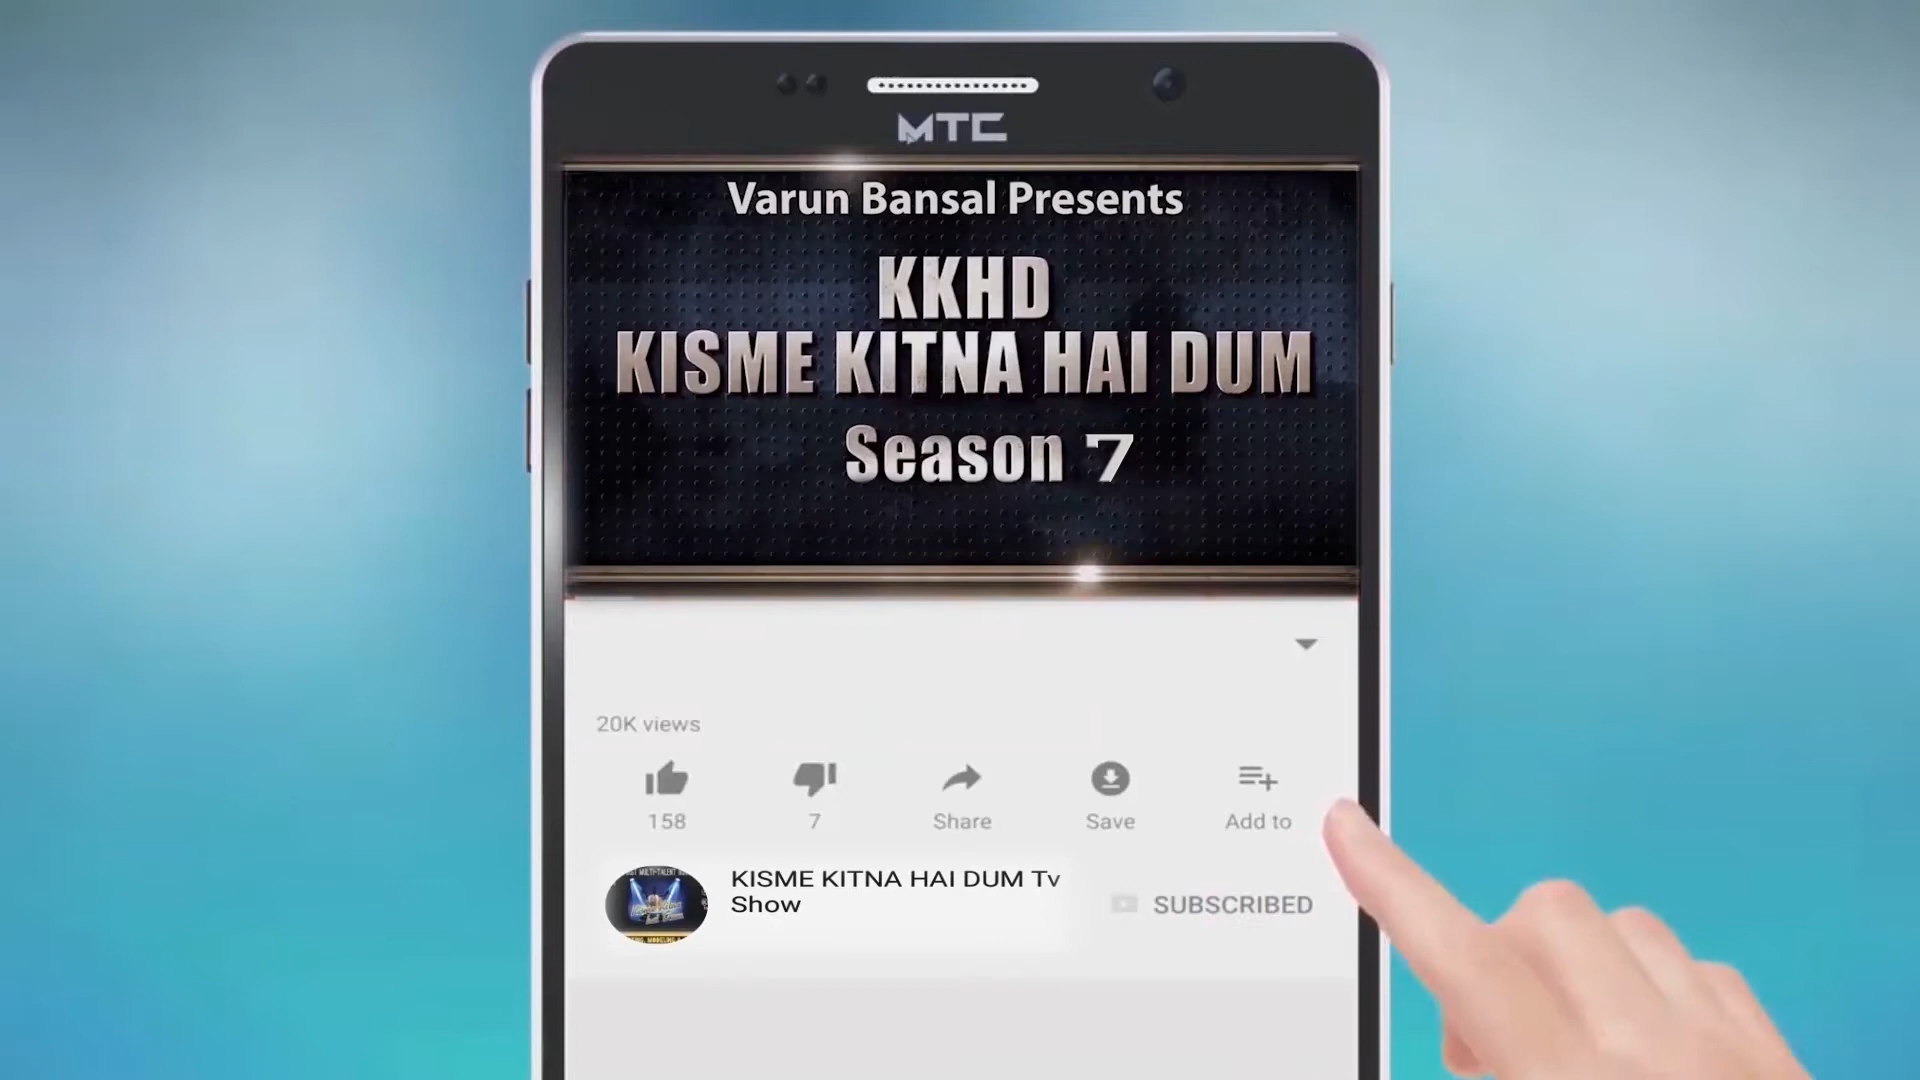 MTC
Varun Bansal Presents
KKHD
KISME KITNA HAI DUM
Season 7
20K views
158
7
Share
Save
Add to
KISME KITNA HAI DUM Tv
Show
SUBSCRIBED